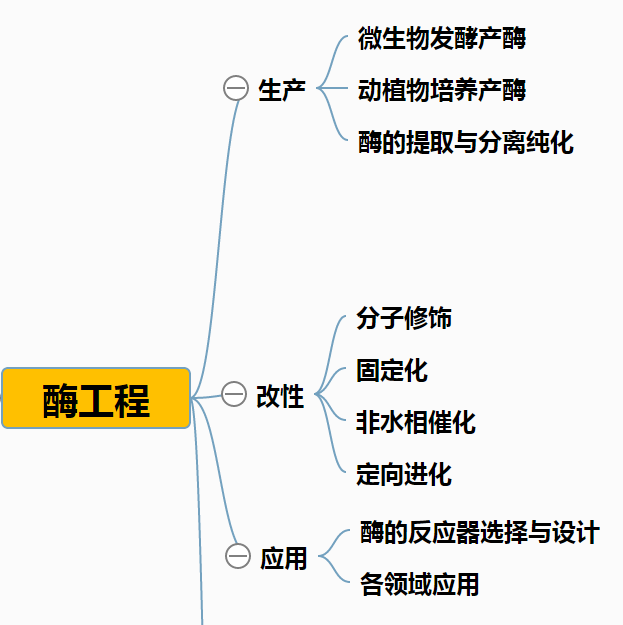 微生物发酵产酶
生产
动植物培养产酶
酶的提取与分离纯化
分子修饰
固定化
酶工程
改性
非水相催化
定向进化
酶的反应器选择与设计
应用
各领域应用